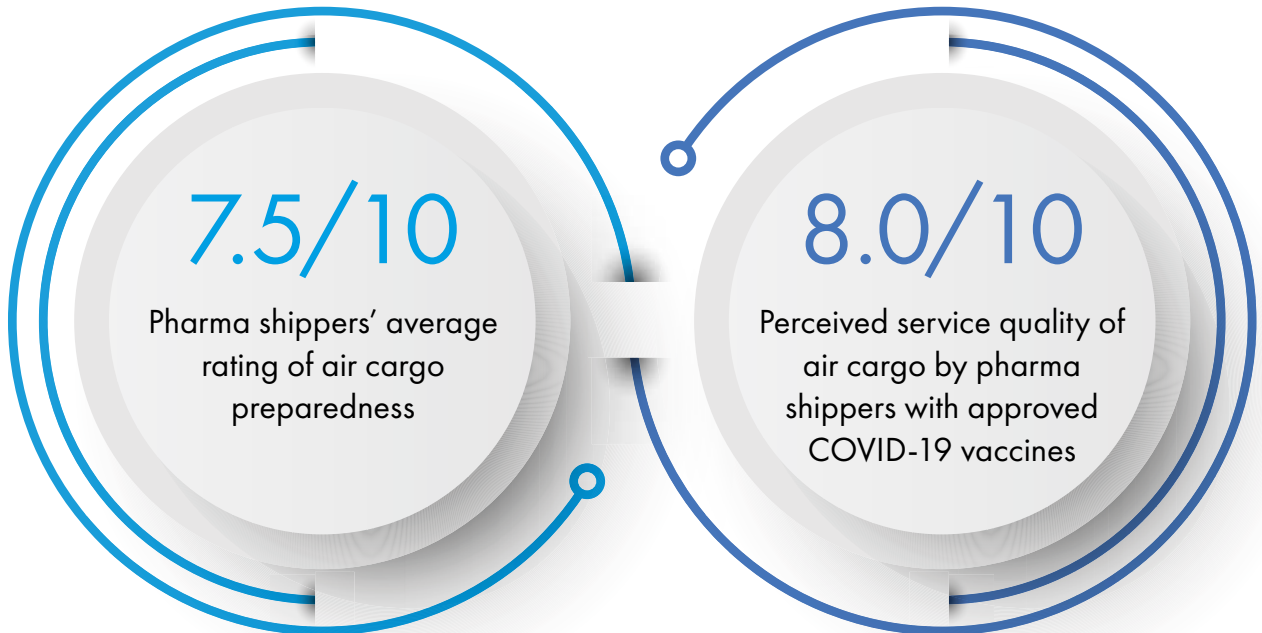 7.5/10
Pharma shippers’ average
rating of air cargo
preparedness
8.0/10
Perceived service quality of
air cargo by pharma
shippers with approved
COVID-19 vaccines